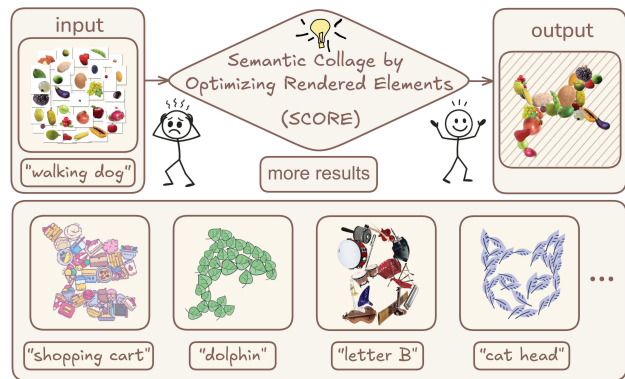 input
"walking dog"
Semantic Collage by
Optimizing Rendered Elements
(SCORE)
output
more results
"shopping cart"
"dolphin"
"letter B"
"cat head"
...